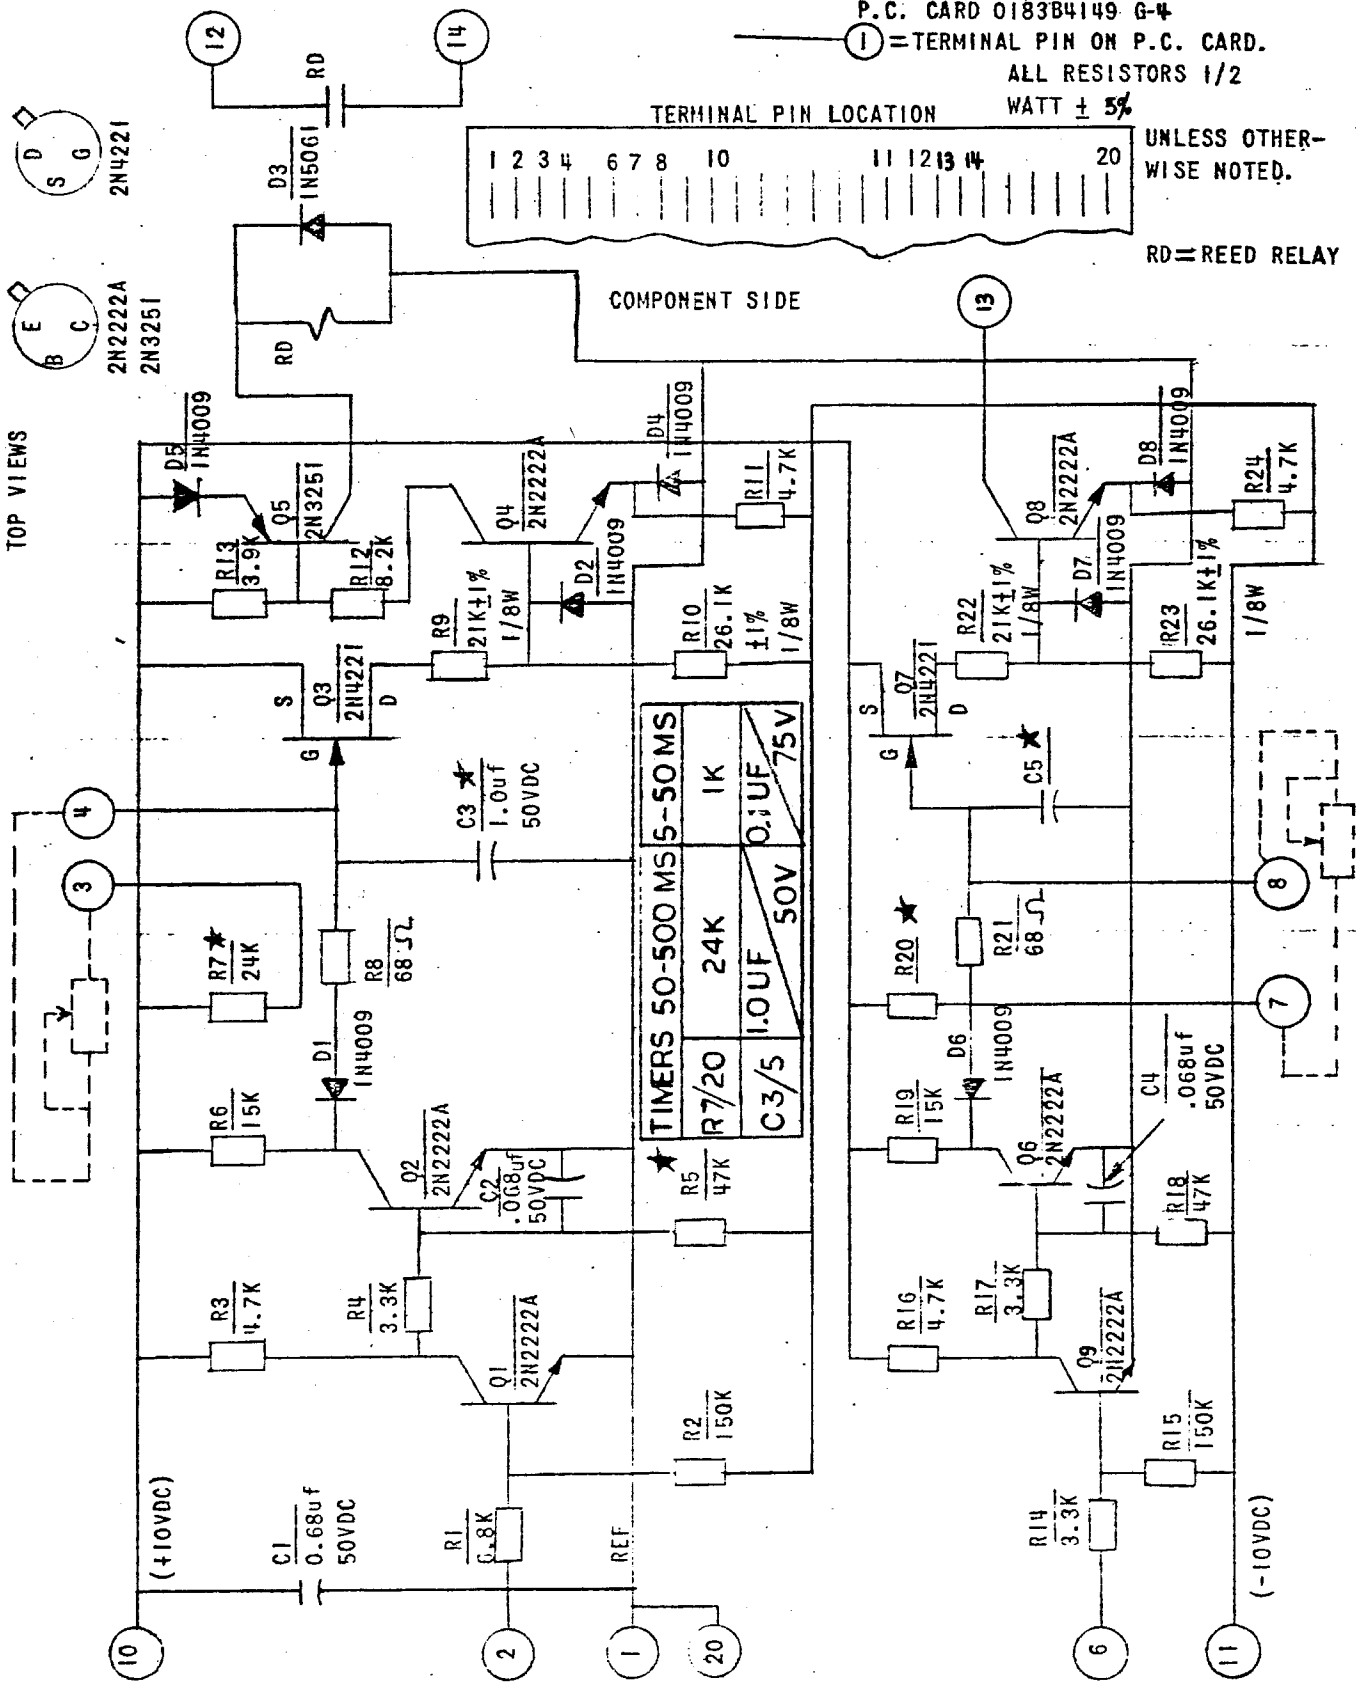 P.C. CARD 0183B4149 G-4
1 = TERMINAL PIN ON P.C. CARD.
ALL RESISTORS 1/2
WATT ± 5%
UNLESS OTHER-
WISE NOTED.
RD=REED RELAY
TERMINAL PIN LOCATION
1 2 3 4 6 7 8 10 11 12 13 14 20
COMPONENT SIDE
TOP VIEWS
B E C
2N2222A
2N3251
S D G
2N4221
12
14
RD
D3
1N5061
RD
13
10
(+10VDC)
C1
0.68uf
50VDC
2
R1
REF
1
20
R2
150K
Q1
2N2222A
R3
4.7K
R4
3.3K
R5
47K
C2
.068uf
50VDC
Q2
2N2222A
R6
15K
D1
1N4009
R7★
24K
R8
68Ω
3
4
C3★
1.0uf
50VDC
G
S
D
Q3
2N4221
R9
21K±1%
1/8W
R10
26.1K
±1%
1/8W
D2
1N4009
R13
3.9K
R12
8.2K
Q5
2N3251
D5
1N4009
Q4
2N2222A
D4
1N4009
R11
4.7K
★
TIMERS 50-500 MS 5-50MS
R7/20 24K 1K
C3/5 1.0UF 50V 0.1UF 75V
6
11
(-10VDC)
R14
3.3K
R15
150K
Q9
2N2222A
R16
4.7K
R17
3.3K
R18
47K
C4
.068uf
50VDC
Q6
2N2222A
R19
15K
D6
1N4009
R20★
R21
68Ω
7
8
C5★
G
S
D
Q7
2N4221
R22
21K±1%
1/8W
R23
26.1K±1%
1/8W
D7
1N4009
Q8
2N2222A
D8
1N4009
R24
4.7K